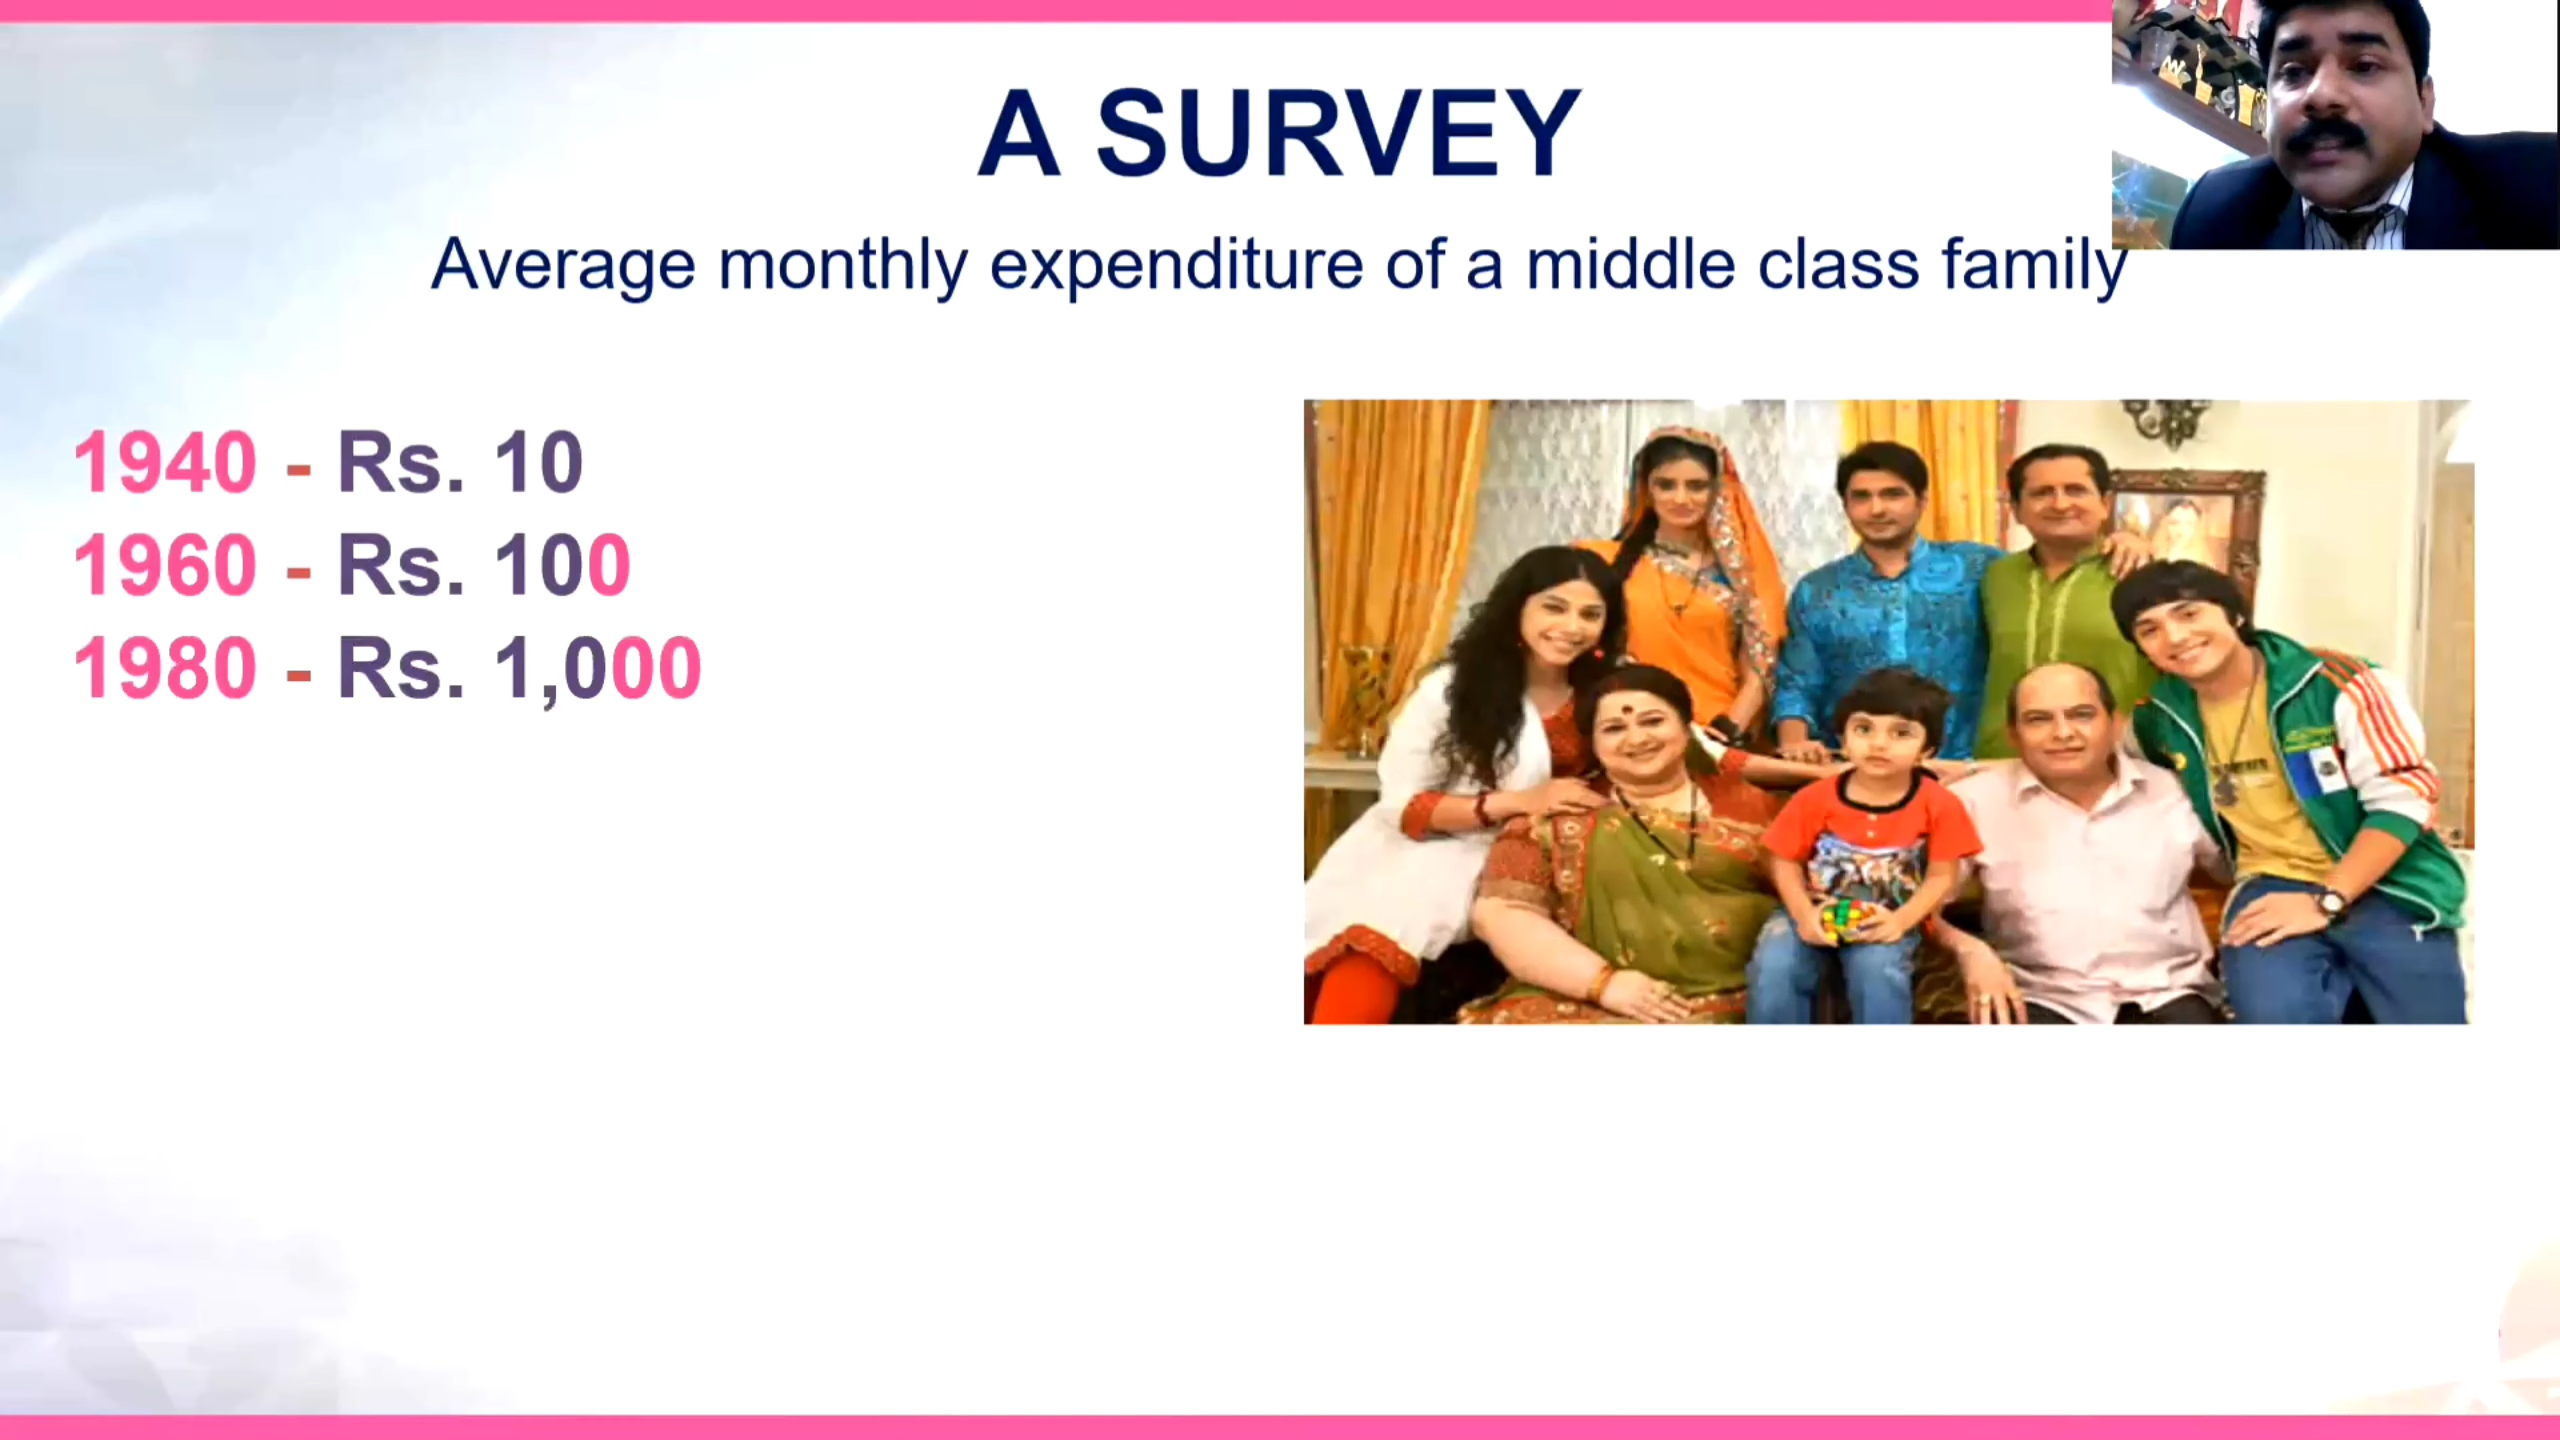 A SURVEY
Average monthly expenditure of a middle class family
1940 - Rs. 10
1960 - Rs. 100
1980 - Rs. 1,000